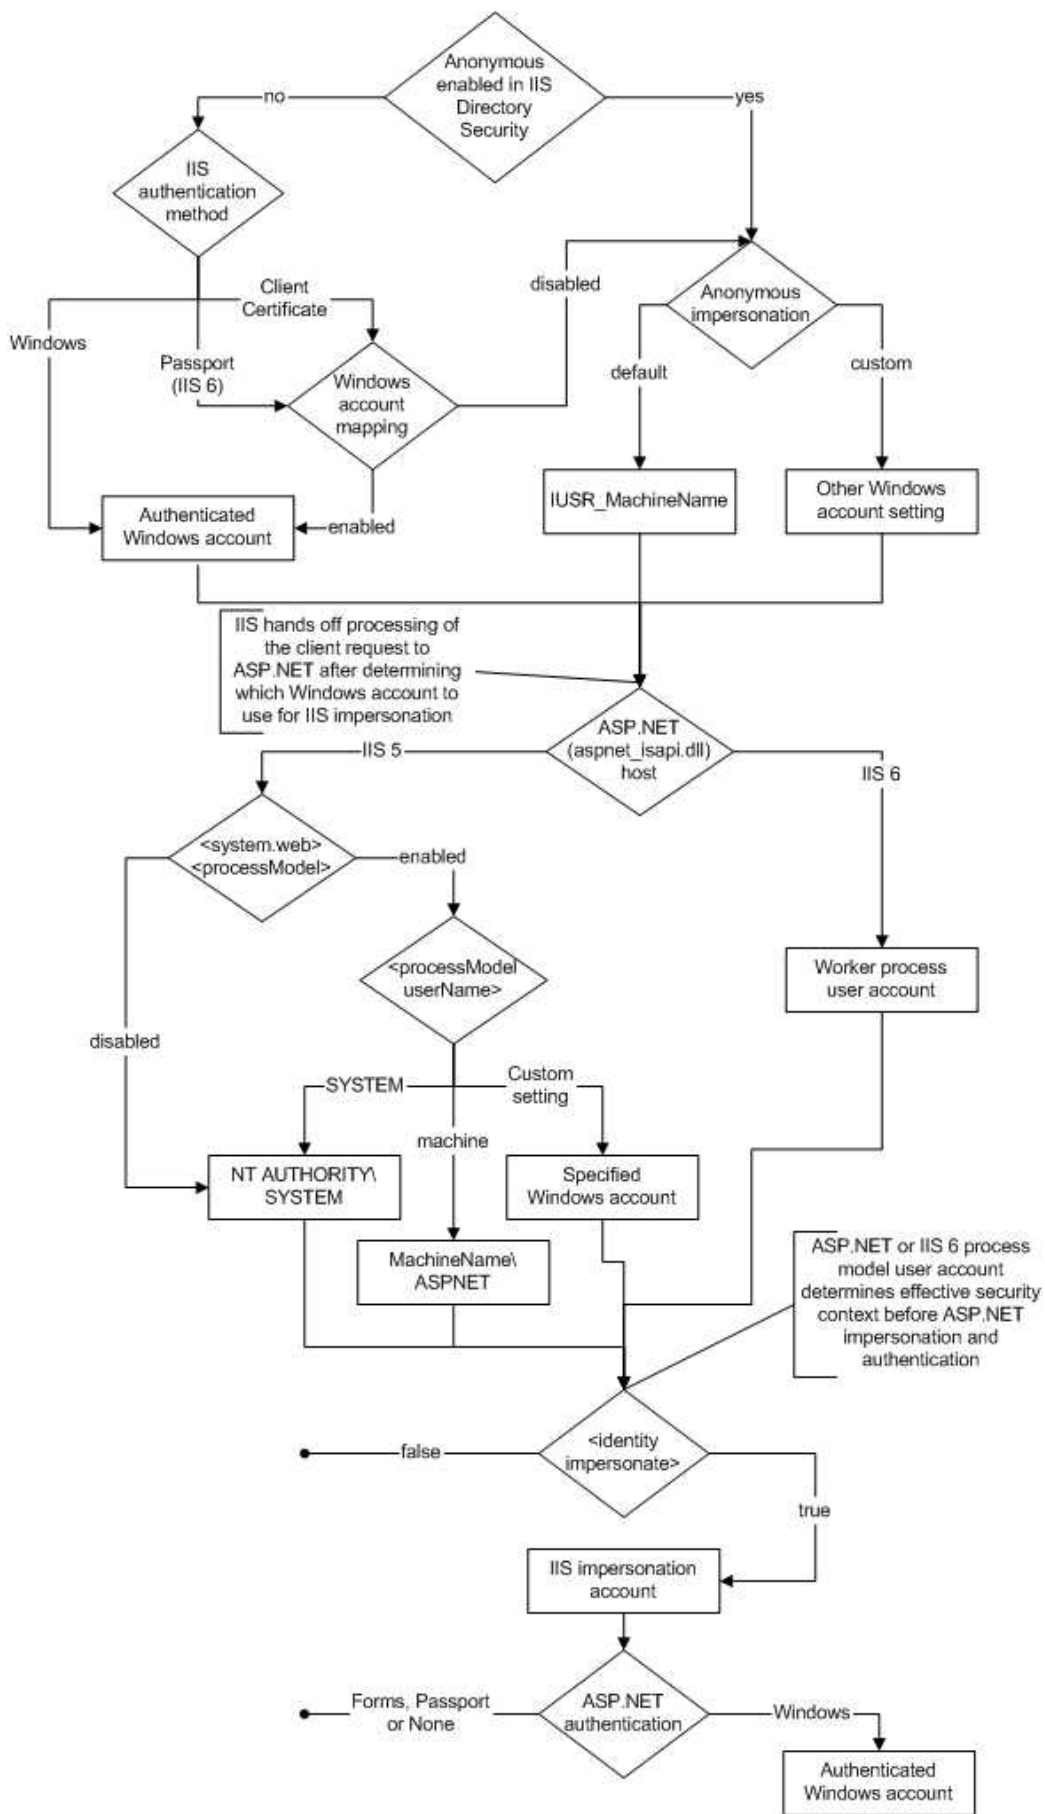 Anonymous
enabled in IIS
Directory
Security
no
yes
IIS
authentication
method
Client
Certificate
disabled
Anonymous
impersonation
Windows
Passport
(IIS 6)
Windows
account
mapping
default
custom
IUSR_MachineName
Other Windows
account setting
Authenticated
Windows account
enabled
IIS hands off processing of
the client request to
ASP.NET after determining
which Windows account to
use for IIS impersonation
ASP.NET
(aspnet_isapi.dll)
host
IIS 5
IIS 6
<system.web>
<processModel>
enabled
<processModel
userName>
Worker process
user account
disabled
SYSTEM
Custom
setting
machine
NT AUTHORITY\
SYSTEM
Specified
Windows account
MachineName\
ASPNET
ASP.NET or IIS 6 process
model user account
determines effective security
context before ASP.NET
impersonation and
authentication
<identity
impersonate>
false
true
IIS impersonation
account
Forms, Passport
or None
ASP.NET
authentication
Windows
Authenticated
Windows account